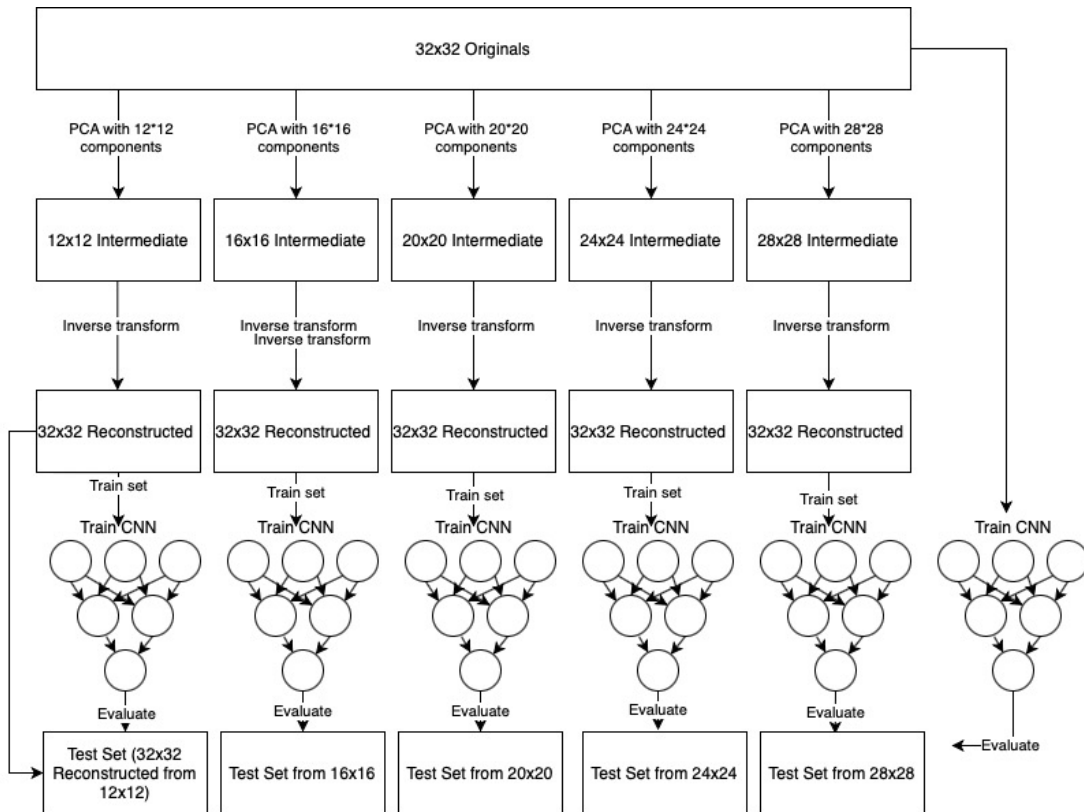 32x32 Originals
PCA with 12*12
components
PCA with 16*16
components
PCA with 20*20
components
PCA with 24*24
components
PCA with 28*28
components
12x12 Intermediate
16x16 Intermediate
20x20 Intermediate
24x24 Intermediate
28x28 Intermediate
Inverse transform
Inverse transform
Inverse transform
Inverse transform
Inverse transform
Inverse transform
32x32 Reconstructed
32x32 Reconstructed
32x32 Reconstructed
32x32 Reconstructed
32x32 Reconstructed
Train set
Train set
Train set
Train set
Train set
Train CNN
Train CNN
Train CNN
Train CNN
Train CNN
Train CNN
Evaluate
Evaluate
Evaluate
Evaluate
Evaluate
Evaluate
Test Set (32x32
Reconstructed from
12x12)
Test Set from 16x16
Test Set from 20x20
Test Set from 24x24
Test Set from 28x28